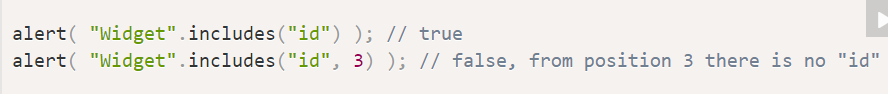 alert( "Widget".includes("id") ); // true
alert( "Widget".includes("id", 3) ); // false, from position 3 there is no "id"